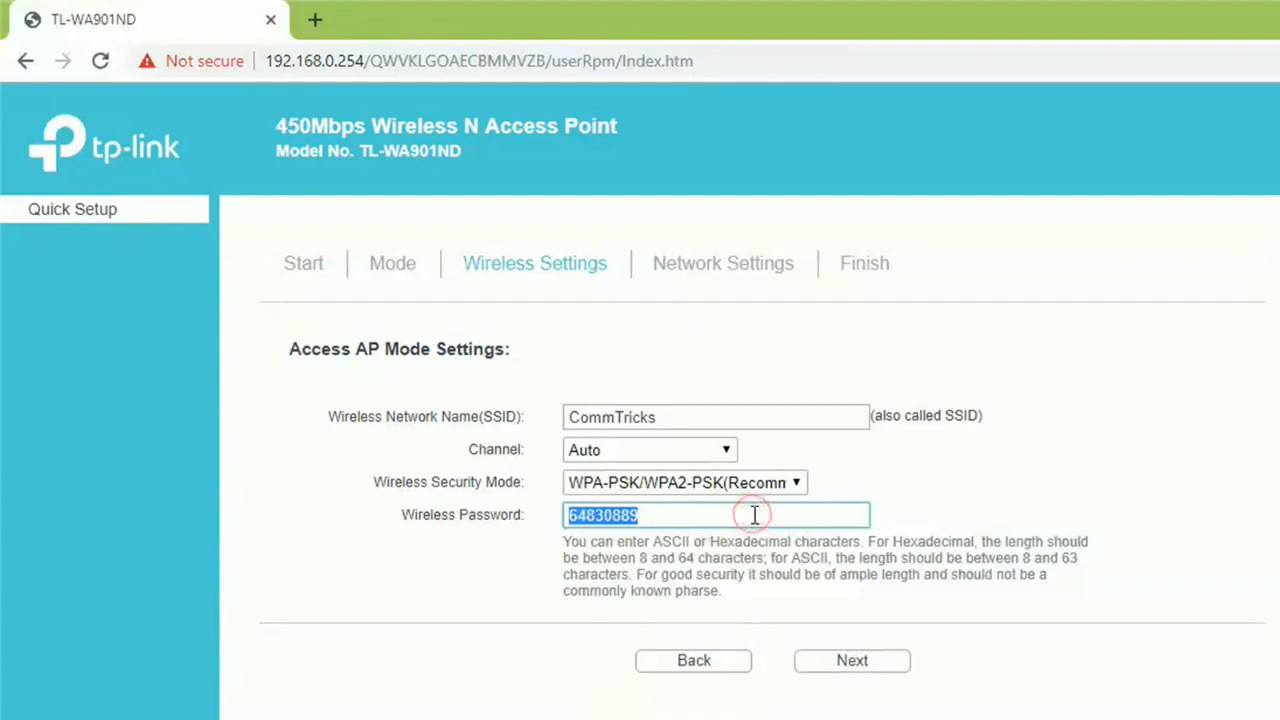 TL-WA901ND
Not secure 192.168.0.254/QWVKLGOAECBMMVZB/userRpm/Index.htm
tp-link
450Mbps Wireless N Access Point
Model No. TL-WA901ND
Quick Setup
Start Mode Wireless Settings Network Settings Finish
Access AP Mode Settings:
Wireless Network Name(SSID): CommTricks (also called SSID)
Channel: Auto
Wireless Security Mode: WPA-PSK/WPA2-PSK(Recomn
Wireless Password: 64830889
You can enter ASCII or Hexadecimal characters. For Hexadecimal, the length should
be between 8 and 64 characters; for ASCII, the length should be between 8 and 63
characters. For good security it should be of ample length and should not be a
commonly known pharse.
Back Next